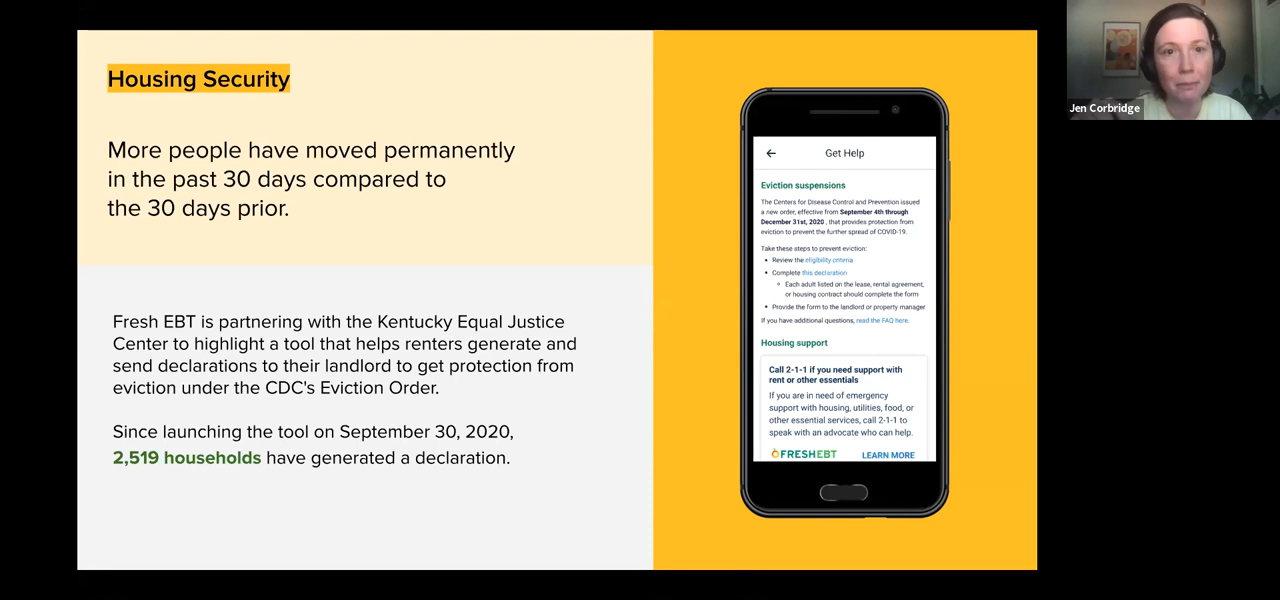 Housing Security
More people have moved permanently
in the past 30 days compared to
the 30 days prior.
Fresh EBT is partnering with the Kentucky Equal Justice
Center to highlight a tool that helps renters generate and
send declarations to their landlord to get protection from
eviction under the CDC's Eviction Order.
Since launching the tool on September 30, 2020,
2,519 households have generated a declaration.
Get Help
Eviction suspensions
The Centers for Disease Control and Prevention issued
a new order, effective from September 4th through
December 31st, 2020 , that provides protection from
eviction to prevent the further spread of COVID-19.
Take these steps to prevent eviction:
• Review the eligibility criteria
• Complete this declaration
Each adult listed on the lease, rental agreement,
or housing contract should complete the form
• Provide the form to the landlord or property manager
If you have additional questions, read the FAQ here.
Housing support
Call 2-1-1 if you need support with
rent or other essentials
If you are in need of emergency
support with housing, utilities, food, or
other essential services, call 2-1-1 to
speak with an advocate who can help.
FRESH EBT LEARN MORE
Jen Corbridge